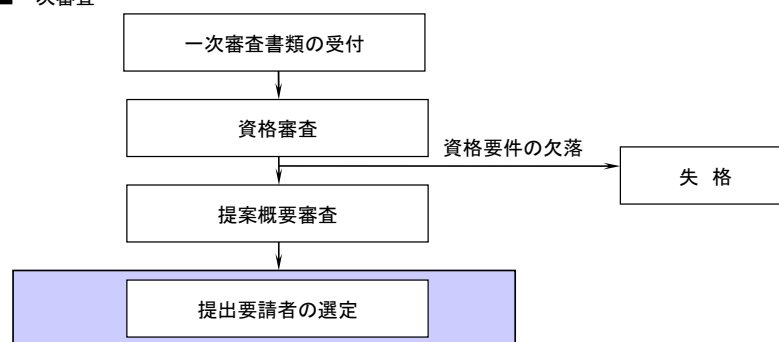 一次審査書類の受付
資格審査
資格要件の欠落
失 格
提案概要審査
提出要請者の選定